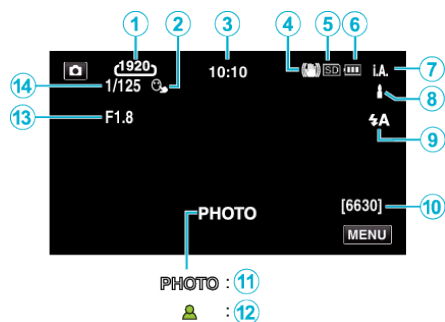 1 2 3 4 5 6
1920 10:10 SD i.A. 7
14 1/125 8
13 F1.8 A 9
[6630] 10
PHOTO
MENU
PHOTO : 11
: 12